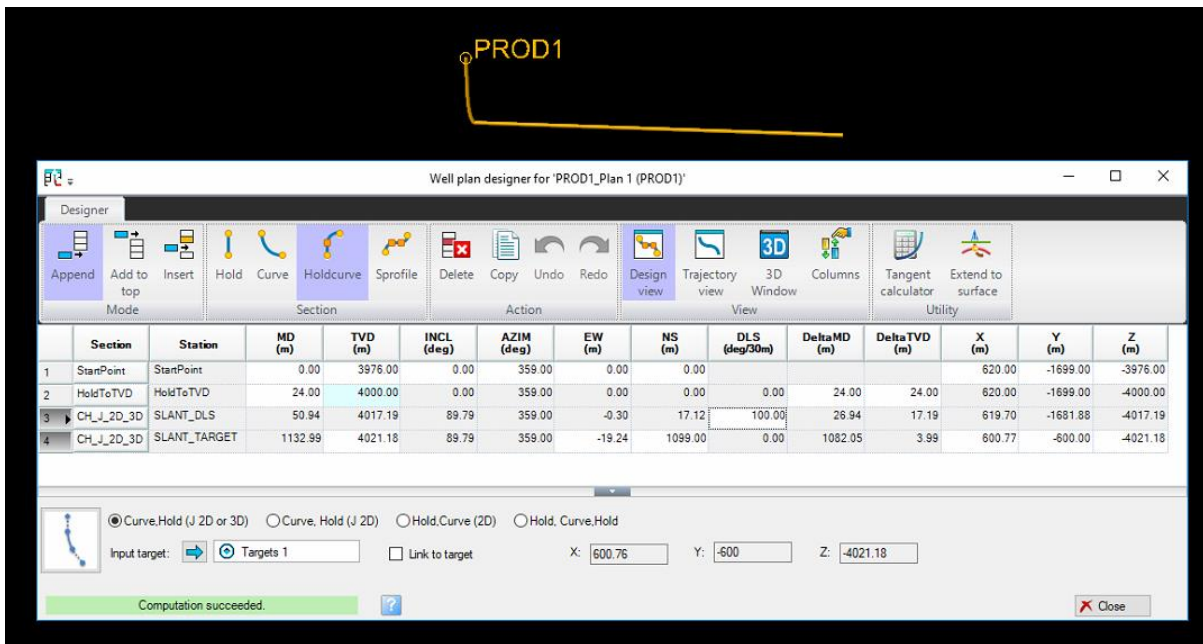 PROD1
Well plan designer for 'PROD1_Plan 1 (PROD1)'
Designer
Append Add to top Insert Hold Curve Holdcurve Sprofile Delete Copy Undo Redo Design view Trajectory view 3D 3D Window Columns Tangent calculator Extend to surface
Mode Section Action View Utility
Section Station MD (m) TVD (m) INCL (deg) AZIM (deg) EW (m) NS (m) DLS (deg/30m) DeltaMD (m) DeltaTVD (m) X (m) Y (m) Z (m)
1 StartPoint StartPoint 0.00 3976.00 0.00 359.00 0.00 0.00 620.00 -1699.00 -3976.00
2 HoldToTVD HoldToTVD 24.00 4000.00 0.00 359.00 0.00 0.00 0.00 24.00 24.00 620.00 -1699.00 -4000.00
3 CH_J_2D_3D SLANT_DLS 50.94 4017.19 89.79 359.00 -0.30 17.12 100.00 26.94 17.19 619.70 -1681.88 -4017.19
4 CH_J_2D_3D SLANT_TARGET 1132.99 4021.18 89.79 359.00 -19.24 1099.00 0.00 1082.05 3.99 600.77 -600.00 -4021.18
Curve,Hold (J 2D or 3D) Curve, Hold (J 2D) Hold,Curve (2D) Hold, Curve,Hold
Input target: Targets 1 Link to target X: 600.76 Y: -600 Z: -4021.18
Computation succeeded. ? Close